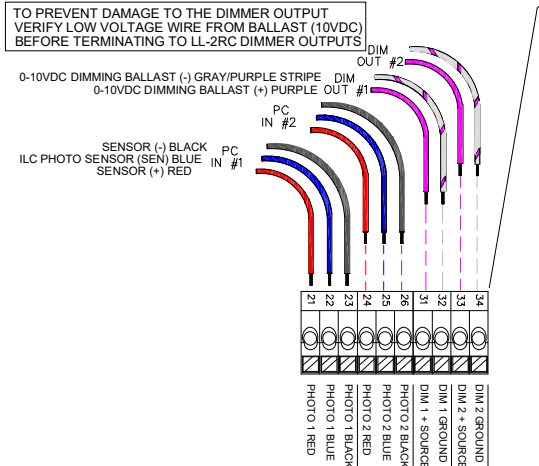 TO PREVENT DAMAGE TO THE DIMMER OUTPUT
VERIFY LOW VOLTAGE WIRE FROM BALLAST (10VDC)
BEFORE TERMINATING TO LL-2RC DIMMER OUTPUTS
DIM
OUT #2
0-10VDC DIMMING BALLAST (-) GRAY/PURPLE STRIPE
0-10VDC DIMMING BALLAST (+) PURPLE
DIM
OUT #1
PC
IN #2
SENSOR (-) BLACK
ILC PHOTO SENSOR (SEN) BLUE
SENSOR (+) RED
PC
IN #1
21
22
23
24
25
26
31
32
33
34
PHOTO 1 RED
PHOTO 1 BLUE
PHOTO 1 BLACK
PHOTO 2 RED
PHOTO 2 BLUE
PHOTO 2 BLACK
DIM 1 + SOURCE
DIM 1 GROUND
DIM 2 + SOURCE
DIM 2 GROUND